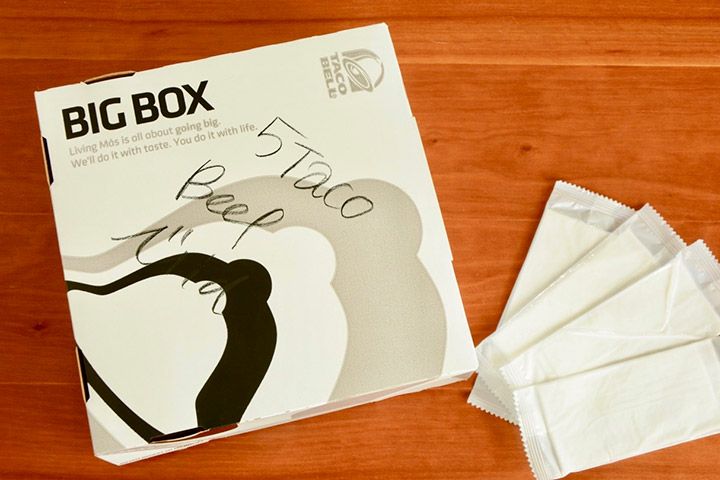 BIG BOX
Living Más is all about going big.
We'll do it with taste. You do it with life.
TACO
BELL
5 Taco
Beef